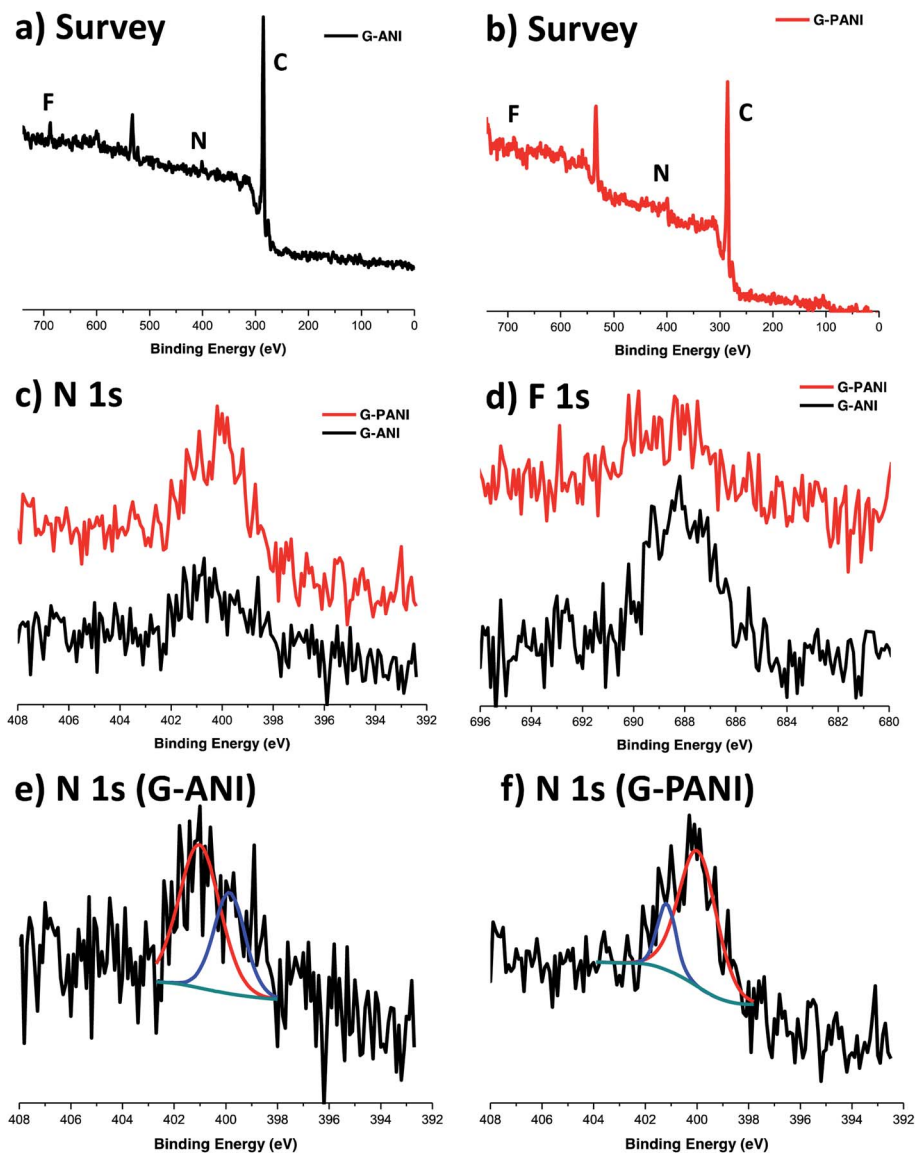 a) Survey
G-ANI
C
F
N
700 600 500 400 300 200 100 0
Binding Energy (eV)
b) Survey
G-PANI
C
F
N
700 600 500 400 300 200 100 0
Binding Energy (eV)
c) N 1s
G-PANI
G-ANI
408 406 404 402 400 398 396 394 392
Binding Energy (eV)
d) F 1s
G-PANI
G-ANI
696 694 692 690 688 686 684 682 680
Binding Energy (eV)
e) N 1s (G-ANI)
408 406 404 402 400 398 396 394 392
Binding Energy (eV)
f) N 1s (G-PANI)
408 406 404 402 400 398 396 394 392
Binding Energy (eV)